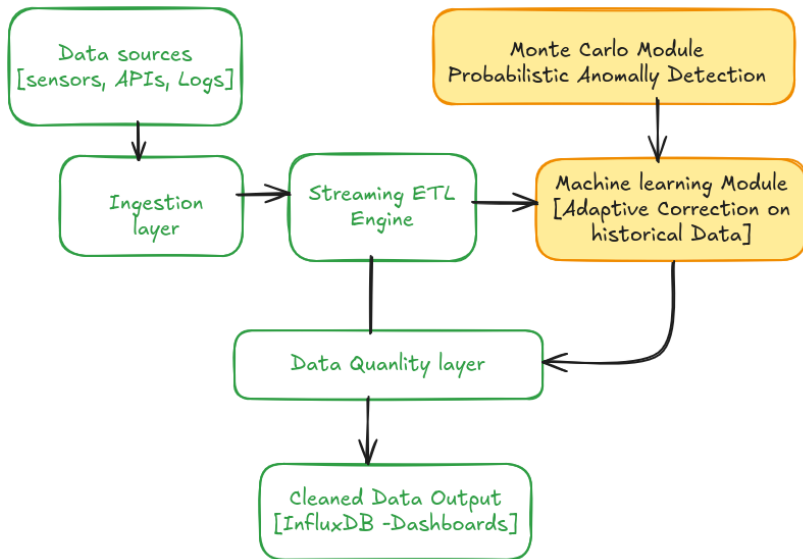 Data sources
[sensors, APIs, Logs]
Monte Carlo Module
Probabilistic Anomally Detection
Ingestion
layer
Streaming ETL
Engine
Machine learning Module
[Adaptive Correction on
historical Data]
Data Quanlity layer
Cleaned Data Output
[InfluxDB -Dashboards]